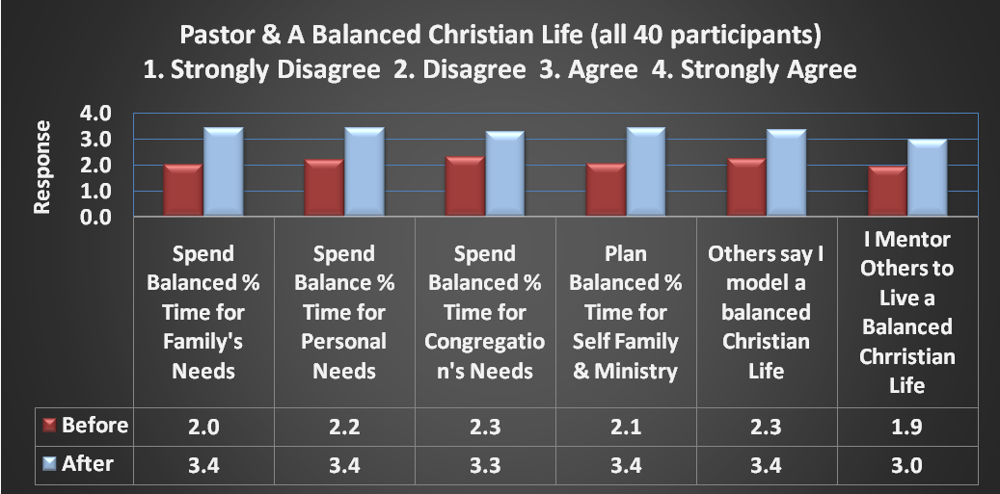 Pastor & A Balanced Christian Life (all 40 participants)
1. Strongly Disagree  2. Disagree  3. Agree  4. Strongly Agree
Response
4.0
3.0
2.0
1.0
0.0
Spend
Balanced %
Time for
Family's
Needs
Spend
Balance %
Time for
Personal
Needs
Spend
Balanced %
Time for
Congregatio
n's Needs
Plan
Balanced %
Time for
Self Family
& Ministry
Others say I
model a
balanced
Christian
Life
I Mentor
Others to
Live a
Balanced
Chrristian
Life
Before 2.0 2.2 2.3 2.1 2.3 1.9
After 3.4 3.4 3.3 3.4 3.4 3.0